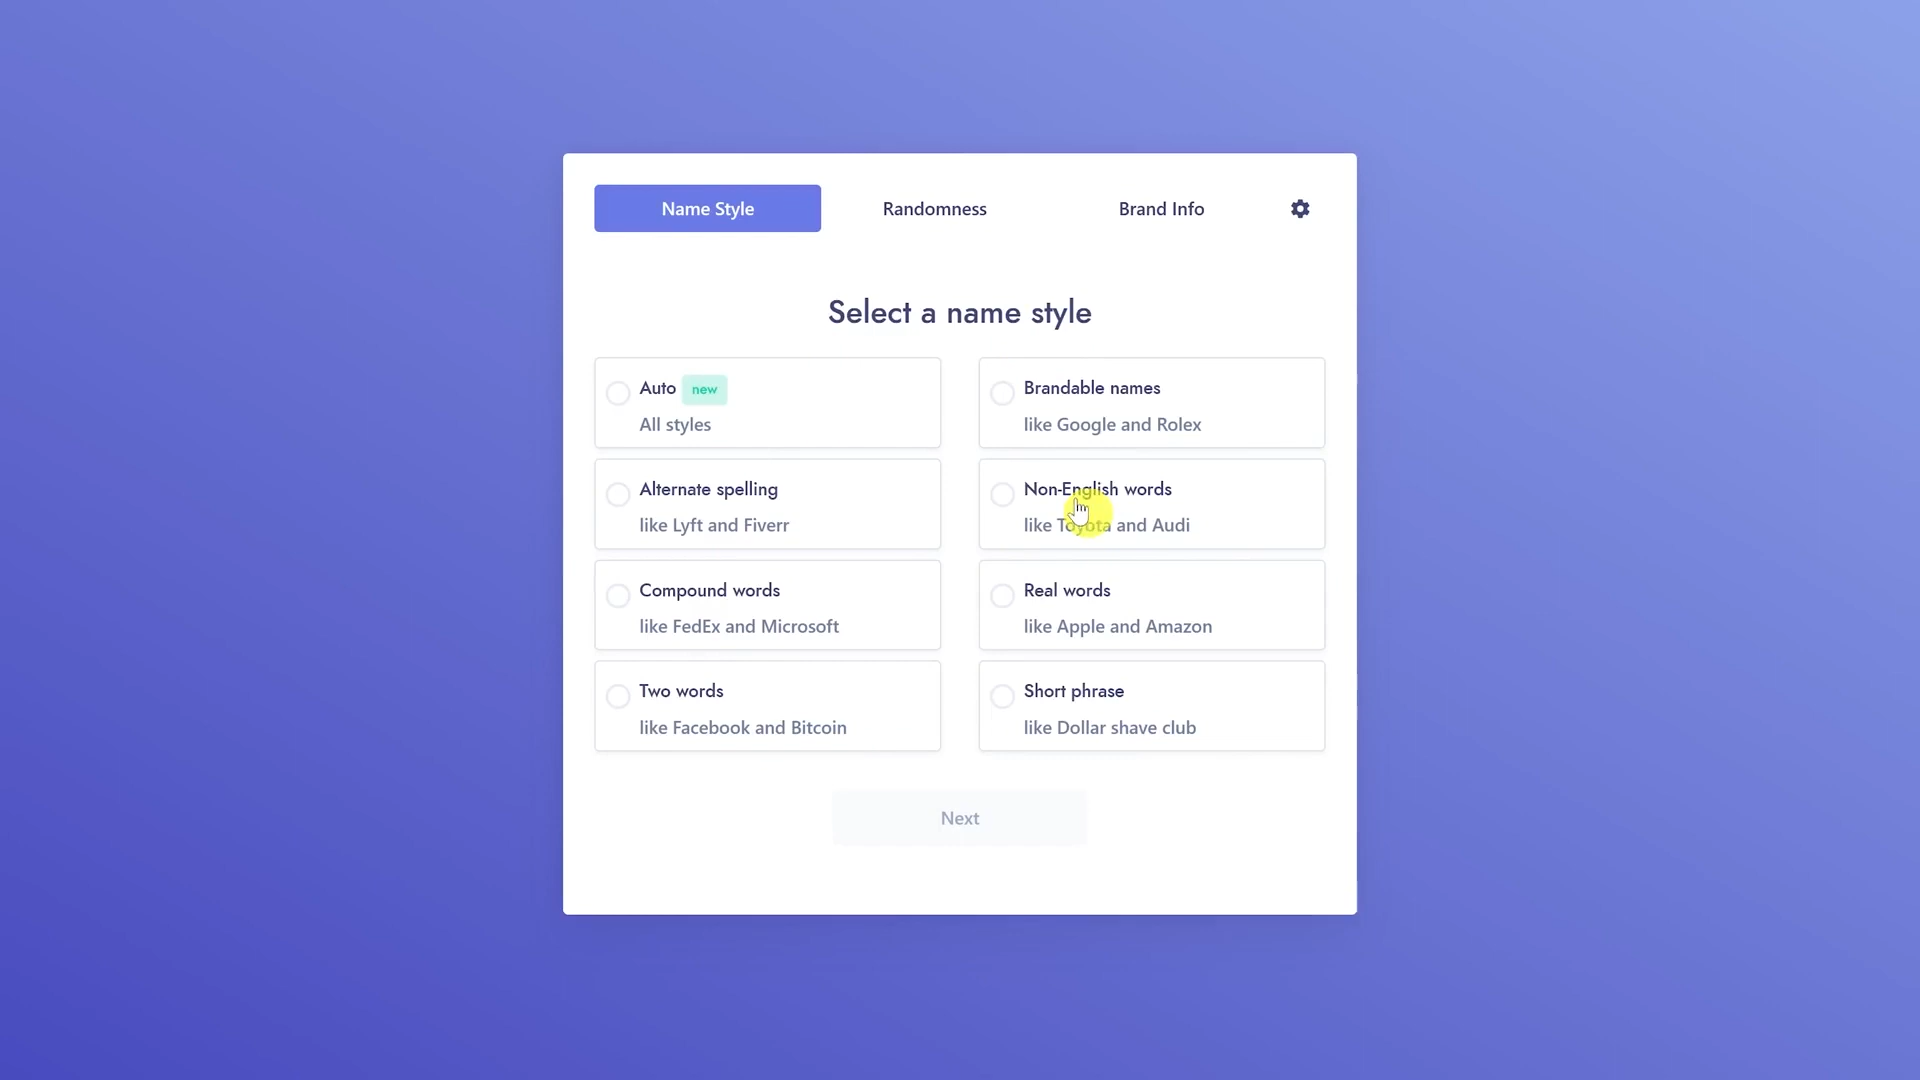 Name Style
Randomness
Brand Info
Select a name style
Auto new
All styles
Brandable names
like Google and Rolex
Alternate spelling
like Lyft and Fiverr
Non-English words
like Toyota and Audi
Compound words
like FedEx and Microsoft
Real words
like Apple and Amazon
Two words
like Facebook and Bitcoin
Short phrase
like Dollar shave club
Next